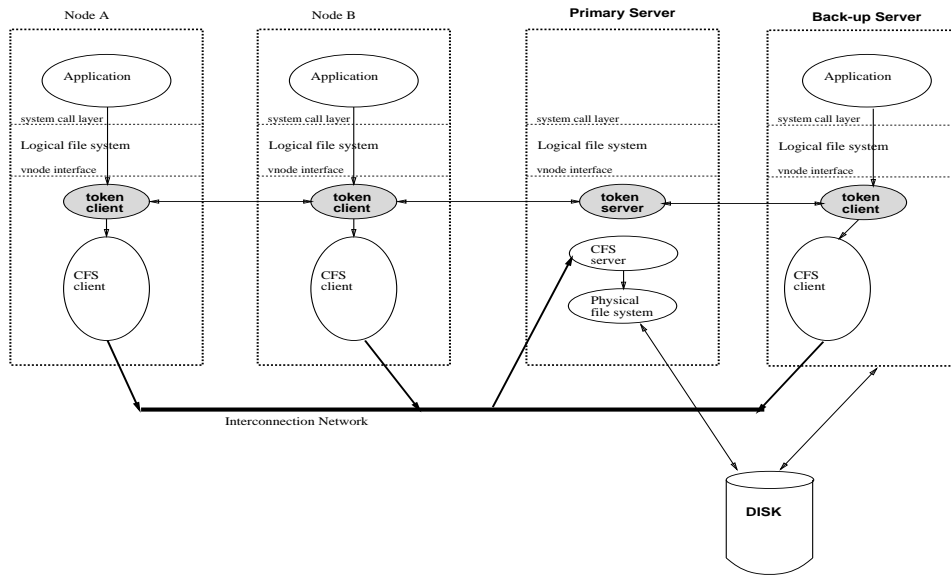 Node A
Node B
Primary Server
Back-up Server
Application
Application
Application
system call layer
system call layer
system call layer
system call layer
Logical file system
Logical file system
Logical file system
Logical file system
vnode interface
vnode interface
vnode interface
vnode interface
token
client
token
client
token
server
token
client
CFS
client
CFS
client
CFS
server
CFS
client
Physical
file system
Interconnection Network
DISK